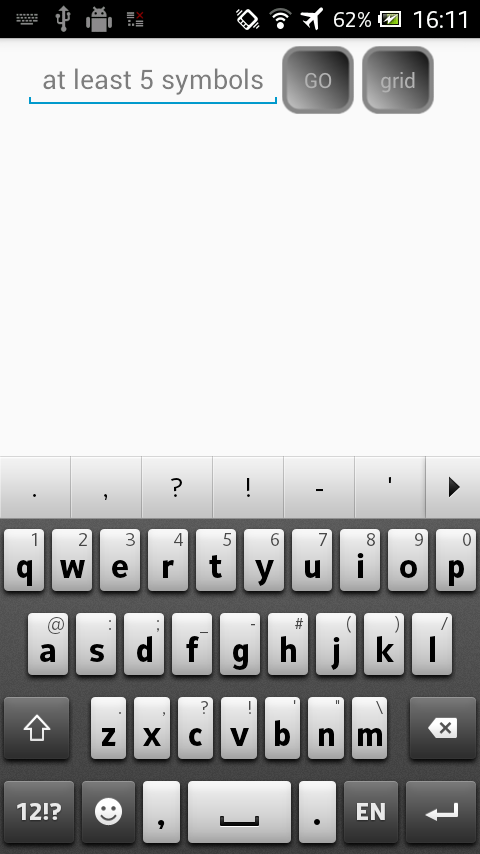 62% 16:11
at least 5 symbols GO grid
. , ? ! - '
1 2 3 4 5 6 7 8 9 0
q w e r t y u i o p
@ : ; _ - # ( ) /
a s d f g h j k l
. , ? ! ' " \
z x c v b n m
12!? , . EN